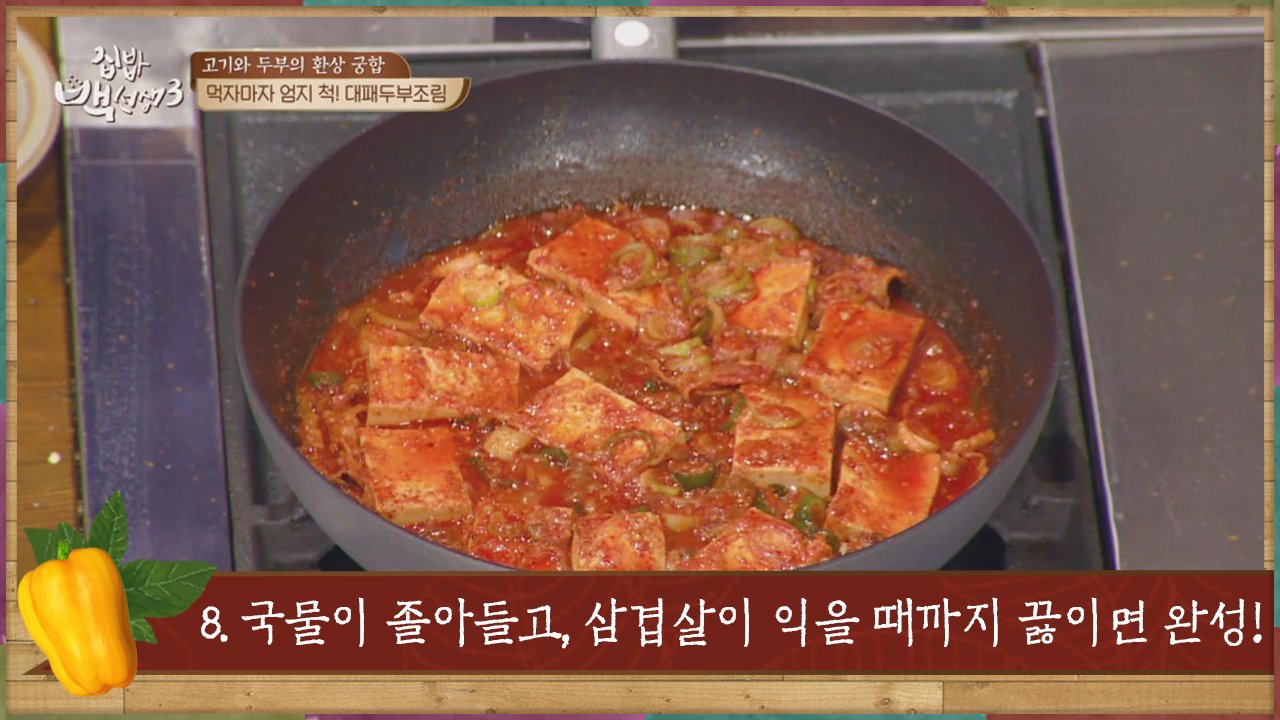 집밥
백선생3
고기와 두부의 환상 궁합
먹자마자 엄지 척! 대패두부조림
8. 국물이 졸아들고, 삼겹살이 익을 때까지 끓이면 완성!